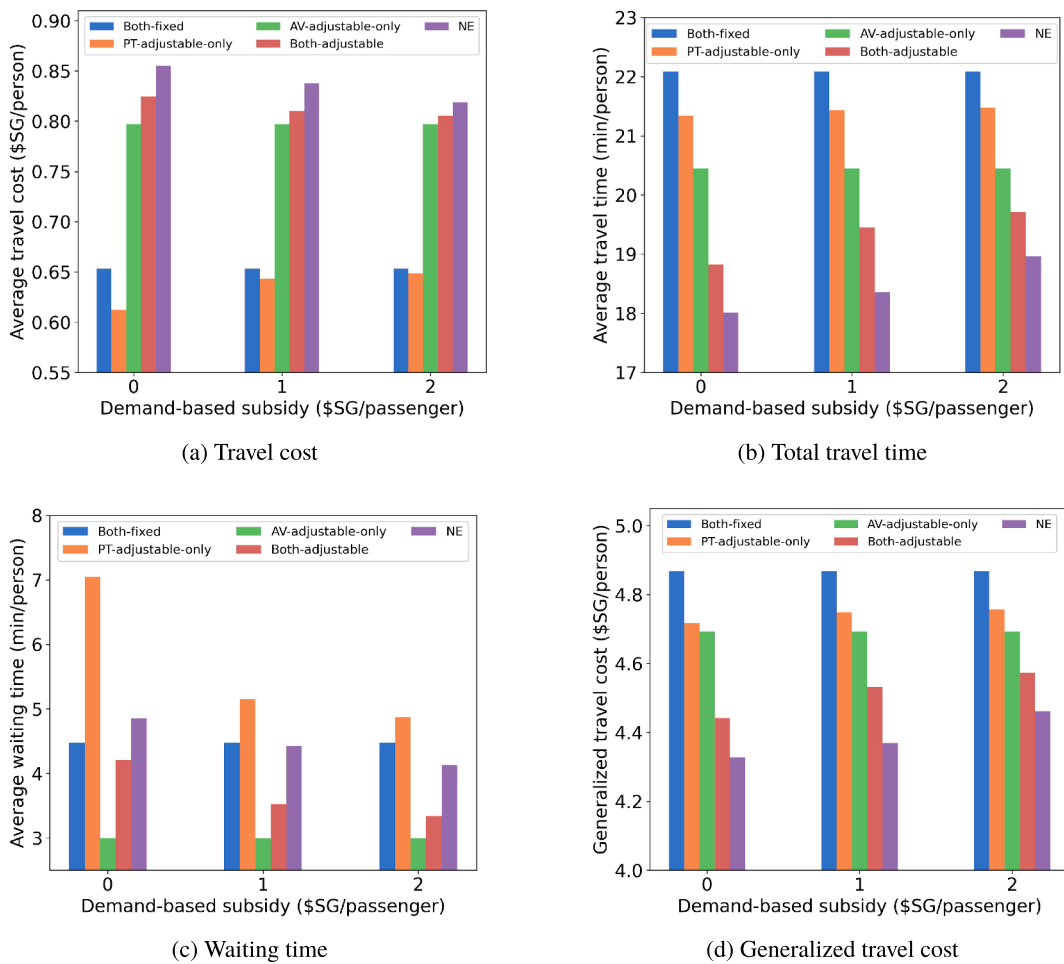 Both-fixed AV-adjustable-only NE
PT-adjustable-only Both-adjustable
Average travel cost ($SG/person)
0.90
0.85
0.80
0.75
0.70
0.65
0.60
0.55
0 1 2
Demand-based subsidy ($SG/passenger)
(a) Travel cost
Both-fixed AV-adjustable-only NE
PT-adjustable-only Both-adjustable
Average travel time (min/person)
23
22
21
20
19
18
17
0 1 2
Demand-based subsidy ($SG/passenger)
(b) Total travel time
Both-fixed AV-adjustable-only NE
PT-adjustable-only Both-adjustable
Average waiting time (min/person)
8
7
6
5
4
3
0 1 2
Demand-based subsidy ($SG/passenger)
(c) Waiting time
Both-fixed AV-adjustable-only NE
PT-adjustable-only Both-adjustable
Generalized travel cost ($SG/person)
5.0
4.8
4.6
4.4
4.2
4.0
0 1 2
Demand-based subsidy ($SG/passenger)
(d) Generalized travel cost